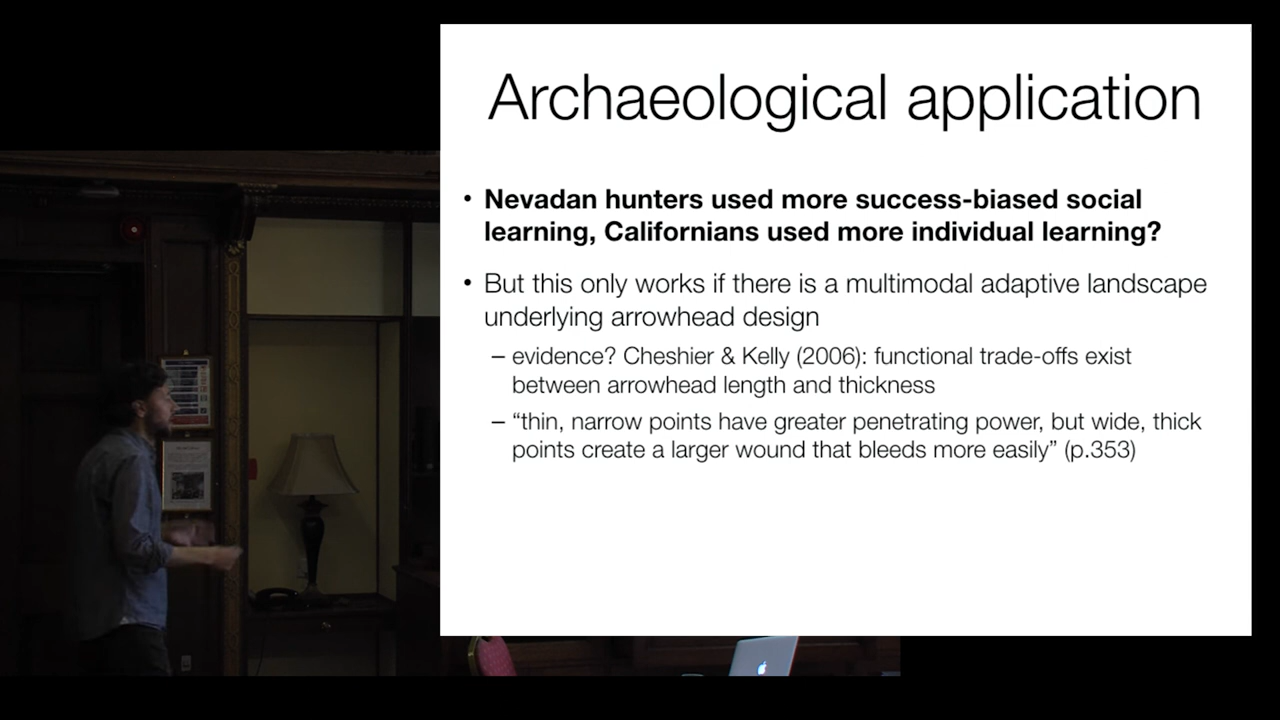 Archaeological application
• Nevadan hunters used more success-biased social
learning, Californians used more individual learning?
• But this only works if there is a multimodal adaptive landscape
underlying arrowhead design
– evidence? Cheshier & Kelly (2006): functional trade-offs exist
between arrowhead length and thickness
– “thin, narrow points have greater penetrating power, but wide, thick
points create a larger wound that bleeds more easily” (p.353)